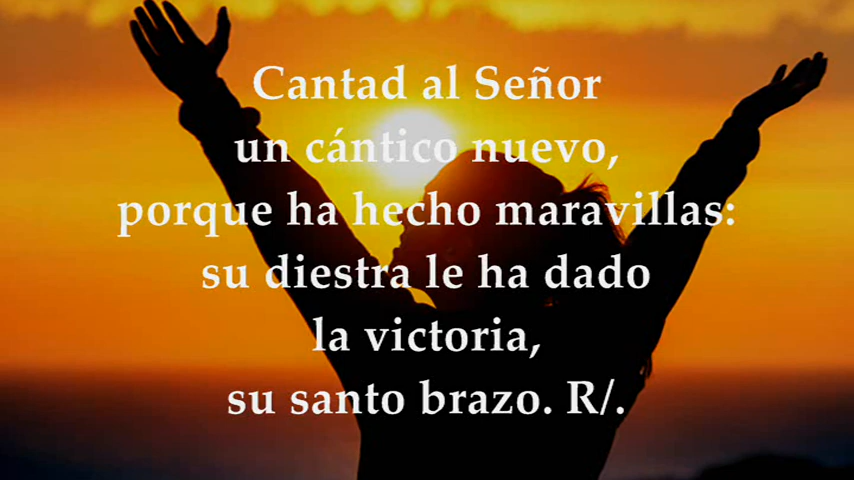 Cantad al Señor
un cántico nuevo,
porque ha hecho maravillas:
su diestra le ha dado
la victoria,
su santo brazo. R/.